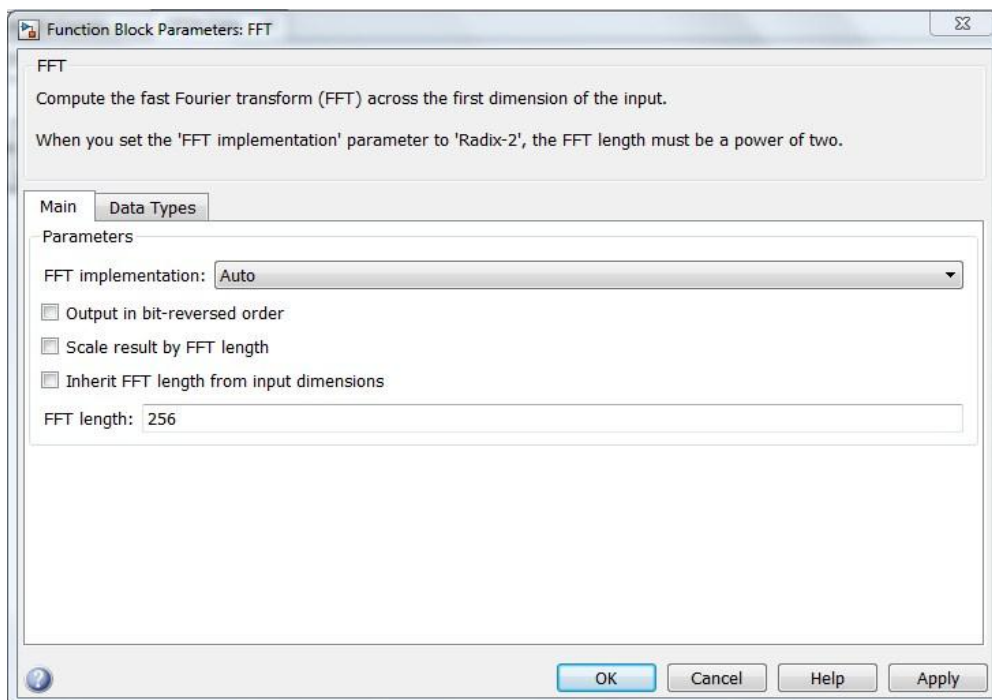 Function Block Parameters: FFT
FFT
Compute the fast Fourier transform (FFT) across the first dimension of the input.
When you set the 'FFT implementation' parameter to 'Radix-2', the FFT length must be a power of two.
Main Data Types
Parameters
FFT implementation: Auto
Output in bit-reversed order
Scale result by FFT length
Inherit FFT length from input dimensions
FFT length: 256
? OK Cancel Help Apply